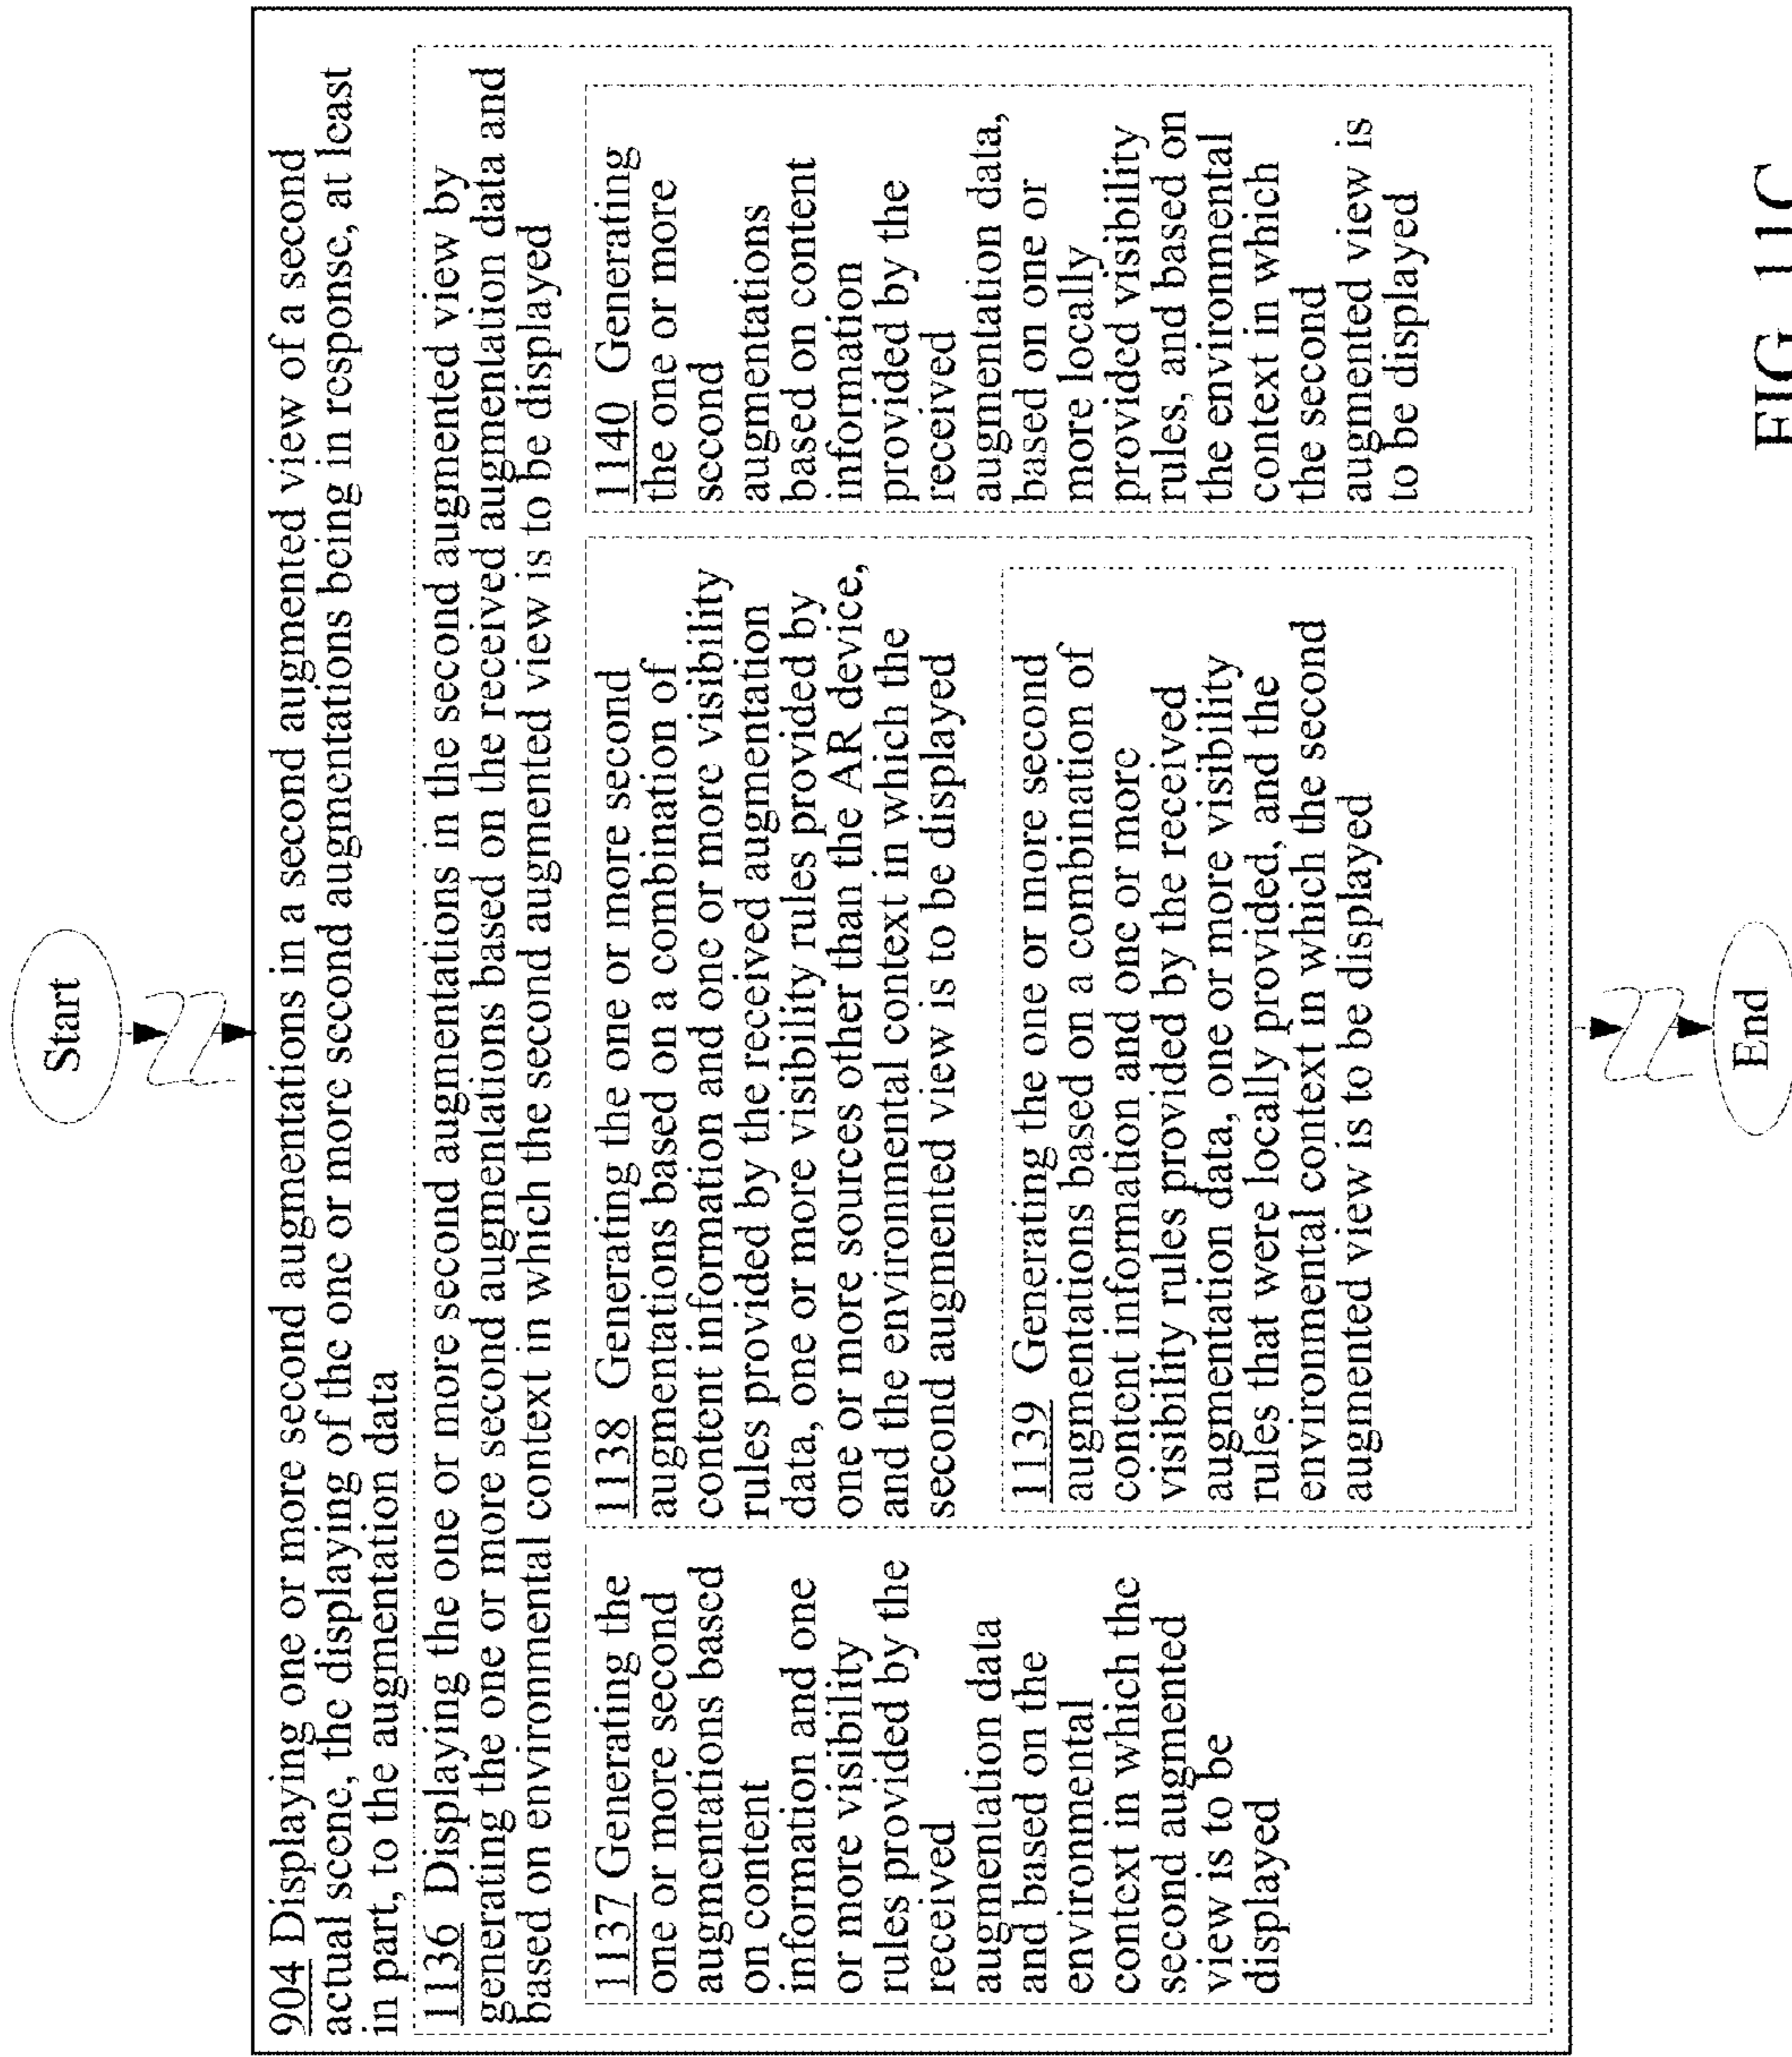 Start
904 Displaying one or more second augmentations in a second augmented view of a second
actual scene, the displaying of the one or more second augmentations being in response, at least
in part, to the augmentation data
1136 Displaying the one or more second augmentations in the second augmented view by
generating the one or more second augmentations based on the received augmentation data and
based on environmental context in which the second augmented view is to be displayed
1137 Generating the
one or more second
augmentations based
on content
information and one
or more visibility
rules provided by the
received
augmentation data
and based on the
environmental
context in which the
second augmented
view is to be
displayed
1138 Generating the one or more second
augmentations based on a combination of
content information and one or more visibility
rules provided by the received augmentation
data, one or more visibility rules provided by
one or more sources other than the AR device,
and the environmental context in which the
second augmented view is to be displayed
1139 Generating the one or more second
augmentations based on a combination of
content information and one or more
visibility rules provided by the received
augmentation data, one or more visibility
rules that were locally provided, and the
environmental context in which the second
augmented view is to be displayed
1140 Generating
the one or more
second
augmentations
based on content
information
provided by the
received
augmentation data,
based on one or
more locally
provided visibility
rules, and based on
the environmental
context in which
the second
augmented view is
to be displayed
End
FIG. 11C